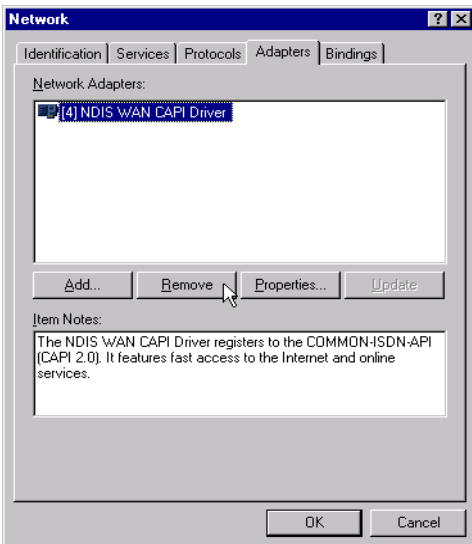 Network
Identification Services Protocols Adapters Bindings
Network Adapters:
[4] NDIS WAN CAPI Driver
Add... Remove Properties... Update
Item Notes:
The NDIS WAN CAPI Driver registers to the COMMON-ISDN-API
(CAPI 2.0). It features fast access to the Internet and online
services.
OK Cancel